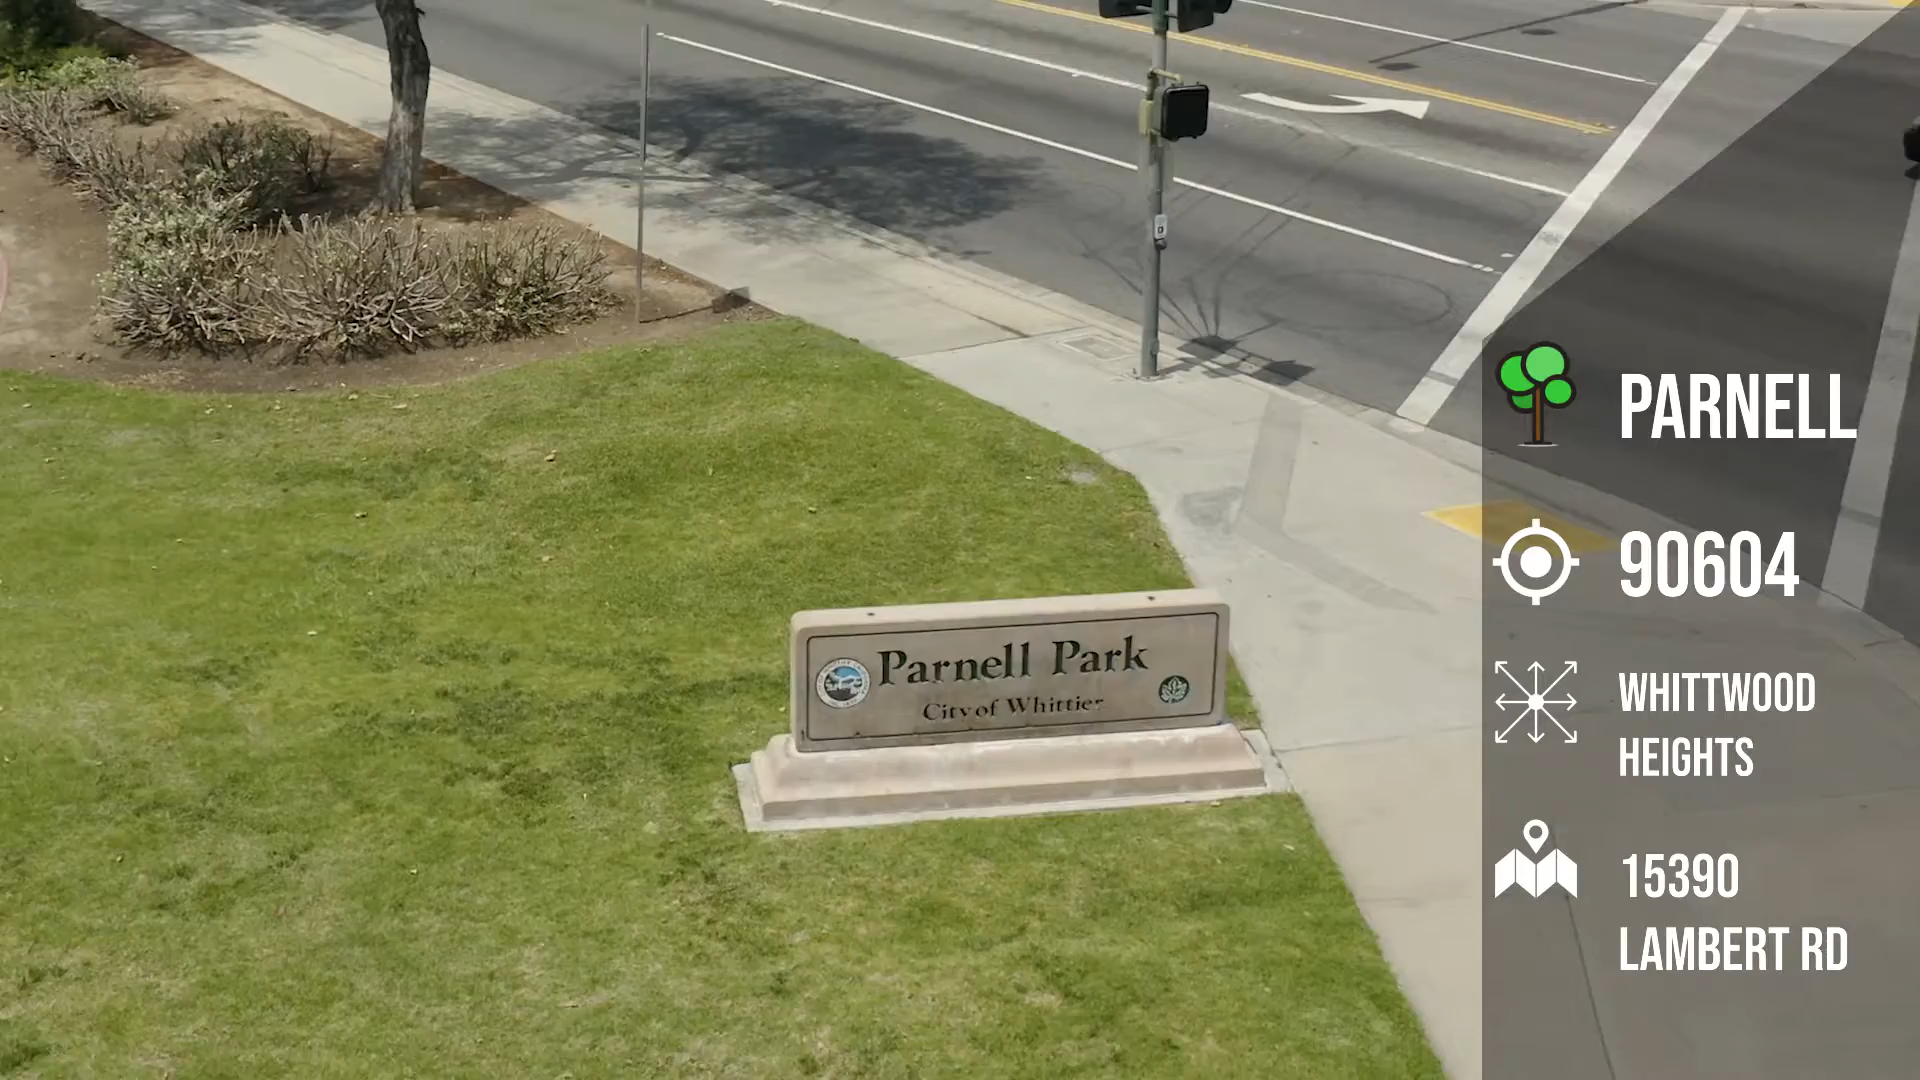 Parnell Park
City of Whittier
PARNELL
90604
WHITTWOOD
HEIGHTS
15390
LAMBERT RD